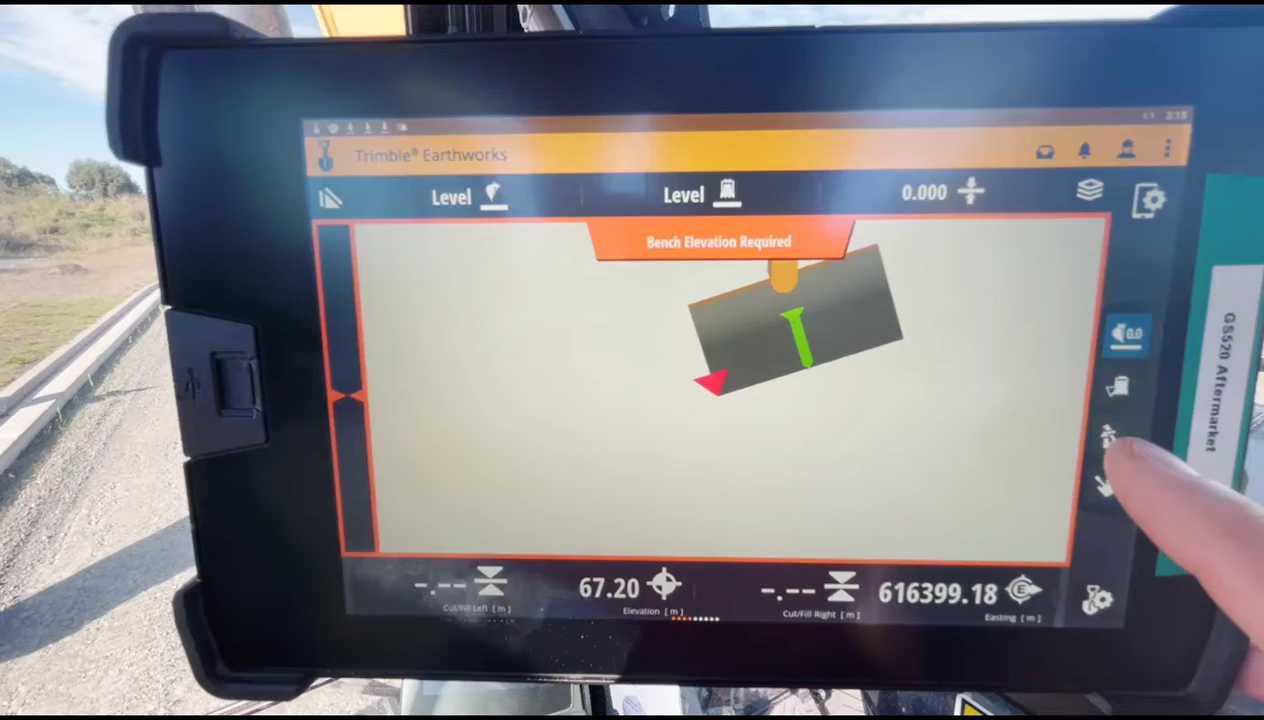 Trimble® Earthworks
Level
Level
0.000
Bench Elevation Required
0.0
-.--
Cut/Fill Left [ m ]
67.20
Elevation [ m ]
-.--
Cut/Fill Right [ m ]
616399.18
E
Easting [ m ]
GS520 Aftermarket